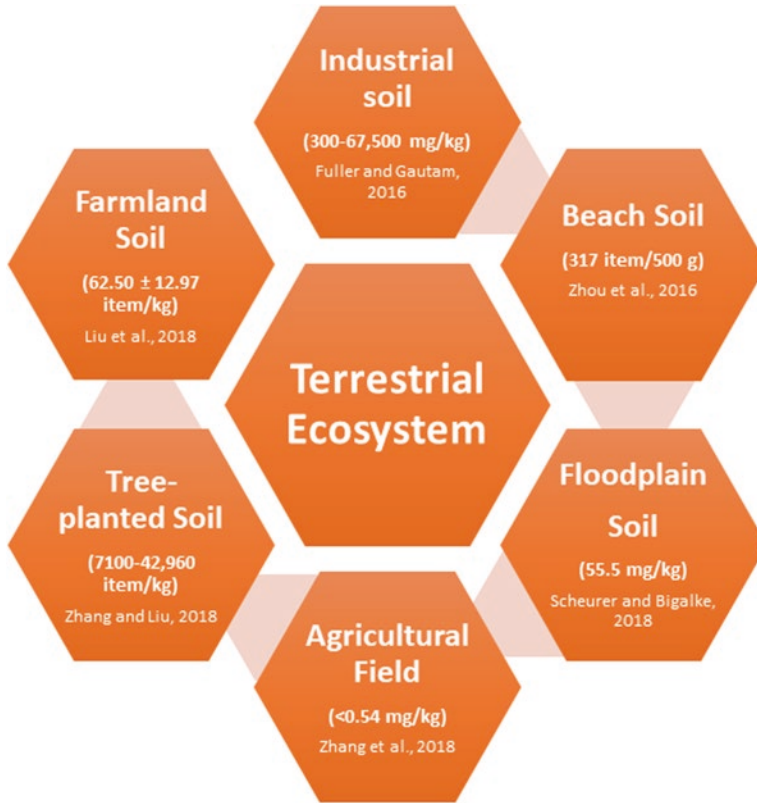 Industrial
soil
(300-67,500 mg/kg)
Fuller and Gautam,
2016
Beach Soil
(317 item/500 g)
Zhou et al., 2016
Floodplain
Soil
(55.5 mg/kg)
Scheurer and Bigalke,
2018
Agricultural
Field
(<0.54 mg/kg)
Zhang et al., 2018
Tree-
planted Soil
(7100-42,960
item/kg)
Zhang and Liu, 2018
Farmland
Soil
(62.50 ± 12.97
item/kg)
Liu et al., 2018
Terrestrial
Ecosystem